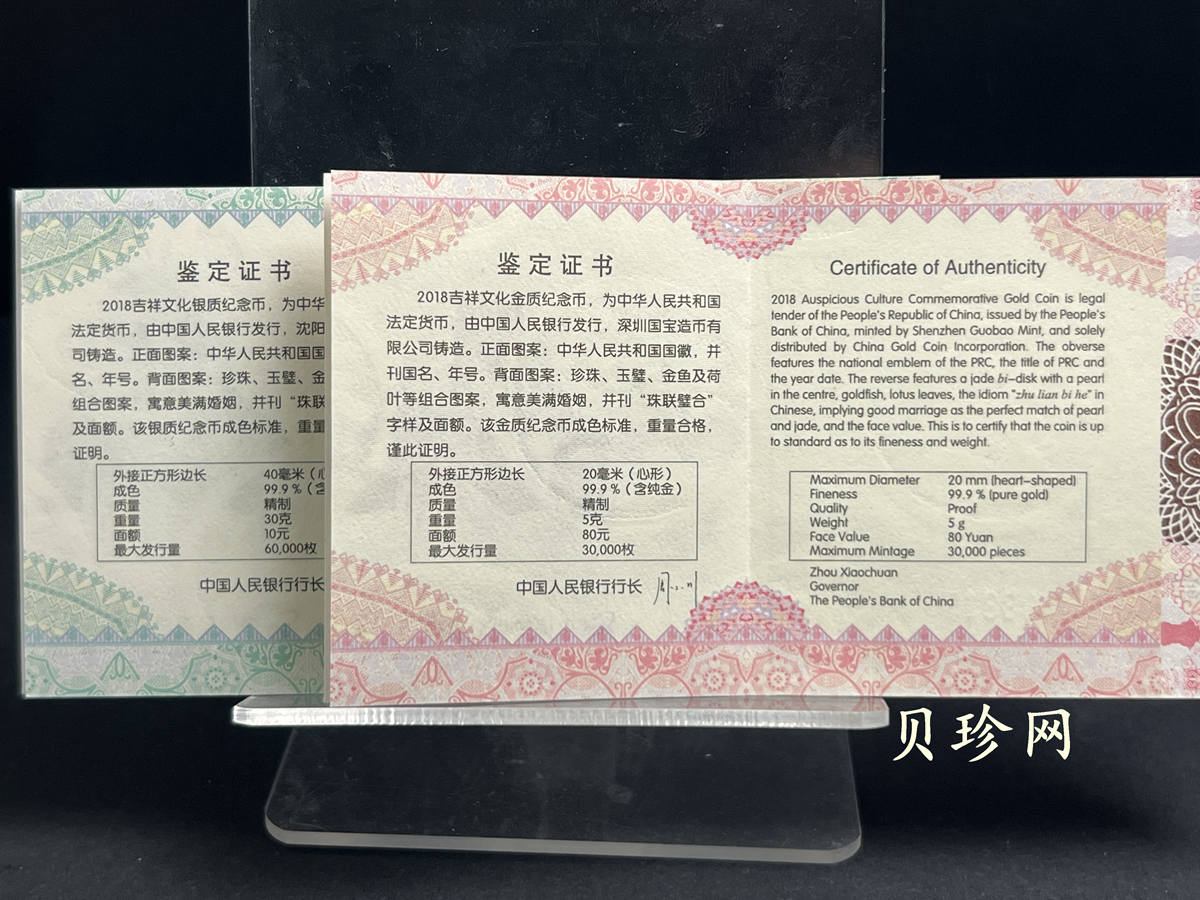 鉴定证书
2018吉祥文化银质纪念币，为中华
法定货币，由中国人民银行发行，沈阳
司铸造。正面图案：中华人民共和国国
名、年号。背面图案：珍珠、玉璧、金
组合图案，寓意美满婚姻，并刊“珠联
及面额。该银质纪念币成色标准，重量
证明。
外接正方形边长 40毫米（心
成色 99.9％（含
质量 精制
重量 30克
面额 10元
最大发行量 60,000枚
中国人民银行行长
鉴定证书
2018吉祥文化金质纪念币，为中华人民共和国
法定货币，由中国人民银行发行，深圳国宝造币有
限公司铸造。正面图案：中华人民共和国国徽，并
刊国名、年号。背面图案：珍珠、玉璧、金鱼及荷
叶等组合图案，寓意美满婚姻，并刊“珠联璧合”
字样及面额。该金质纪念币成色标准，重量合格，
谨此证明。
外接正方形边长 20毫米（心形）
成色 99.9％（含纯金）
质量 精制
重量 5克
面额 80元
最大发行量 30,000枚
中国人民银行行长
Certificate of Authenticity
2018 Auspicious Culture Commemorative Gold Coin is legal
tender of the People's Republic of China, issued by the People's
Bank of China, minted by Shenzhen Guobao Mint, and solely
distributed by China Gold Coin Incorporation. The obverse
features the national emblem of the PRC, the title of PRC and
the year date. The reverse features a jade bi-disk with a pearl
in the centre, goldfish, lotus leaves, the idiom "zhu lian bi he" in
Chinese, implying good marriage as the perfect match of pearl
and jade, and the face value. This is to certify that the coin is up
to standard as to its fineness and weight.
Maximum Diameter 20 mm (heart-shaped)
Fineness 99.9 % (pure gold)
Quality Proof
Weight 5 g
Face Value 80 Yuan
Maximum Mintage 30,000 pieces
Zhou Xiaochuan
Governor
The People's Bank of China
贝珍网